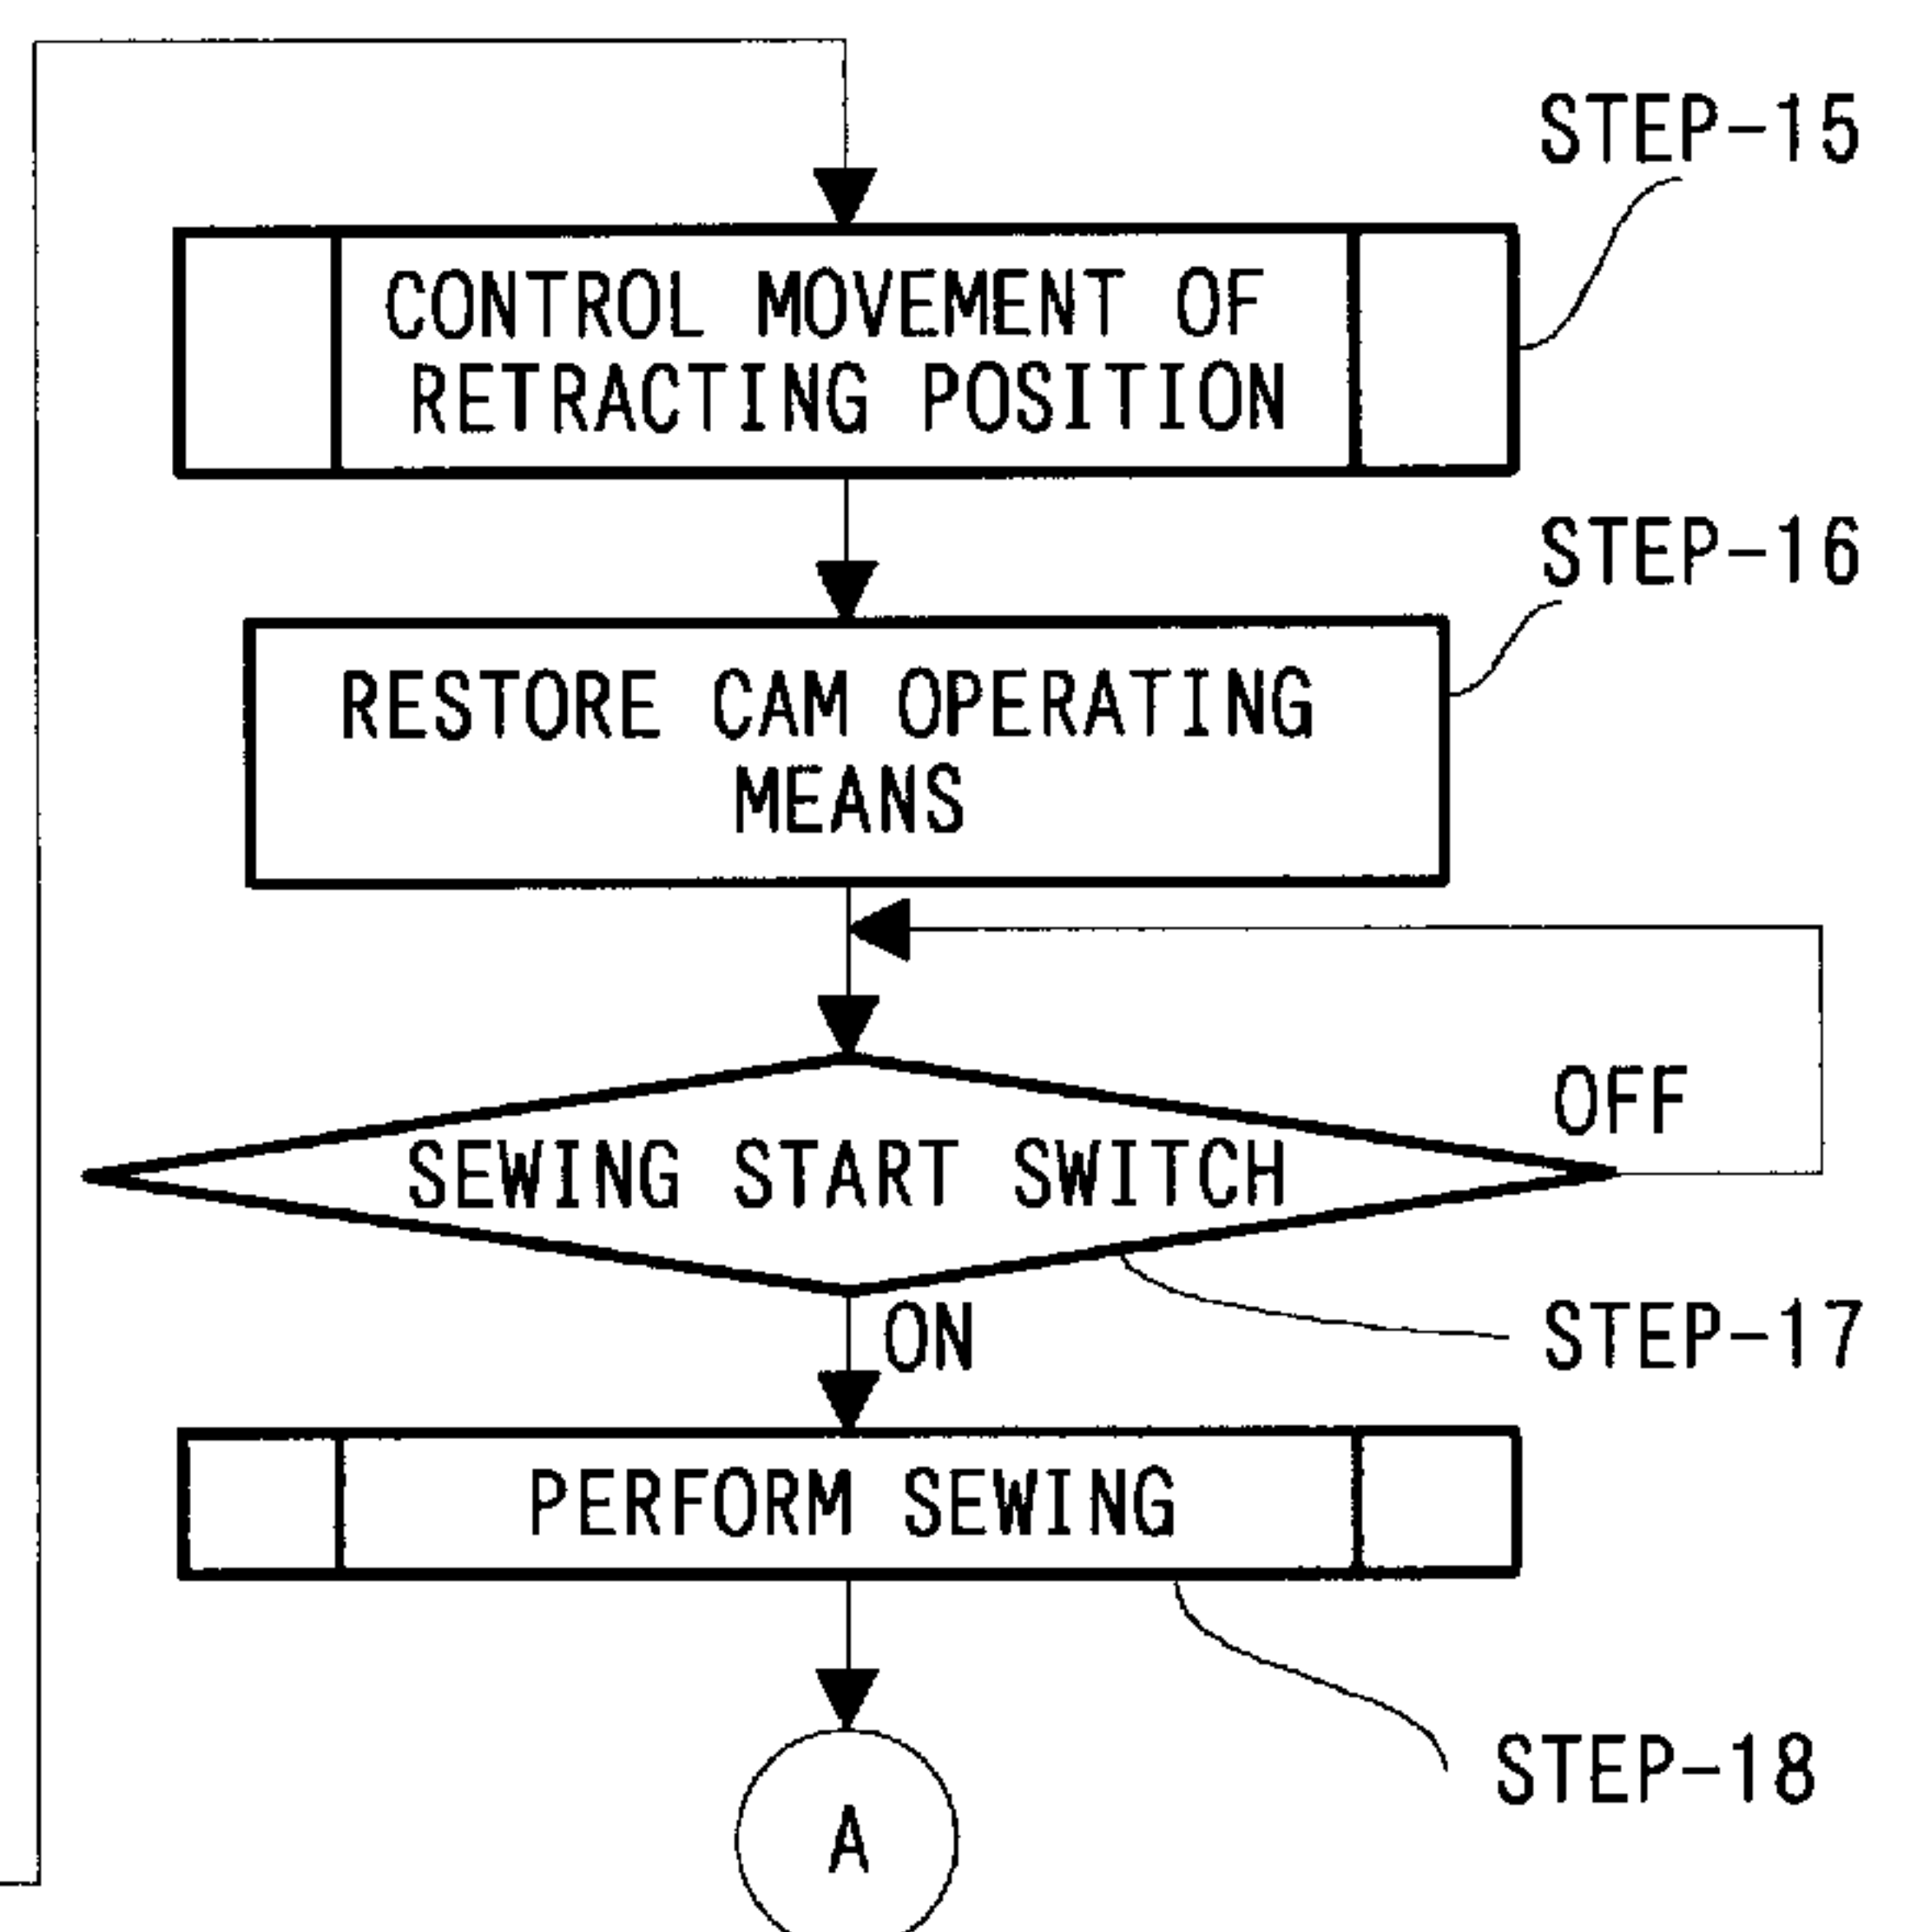 STEP-15
CONTROL MOVEMENT OF
RETRACTING POSITION
STEP-16
RESTORE CAM OPERATING
MEANS
OFF
SEWING START SWITCH
ON
STEP-17
PERFORM SEWING
STEP-18
A